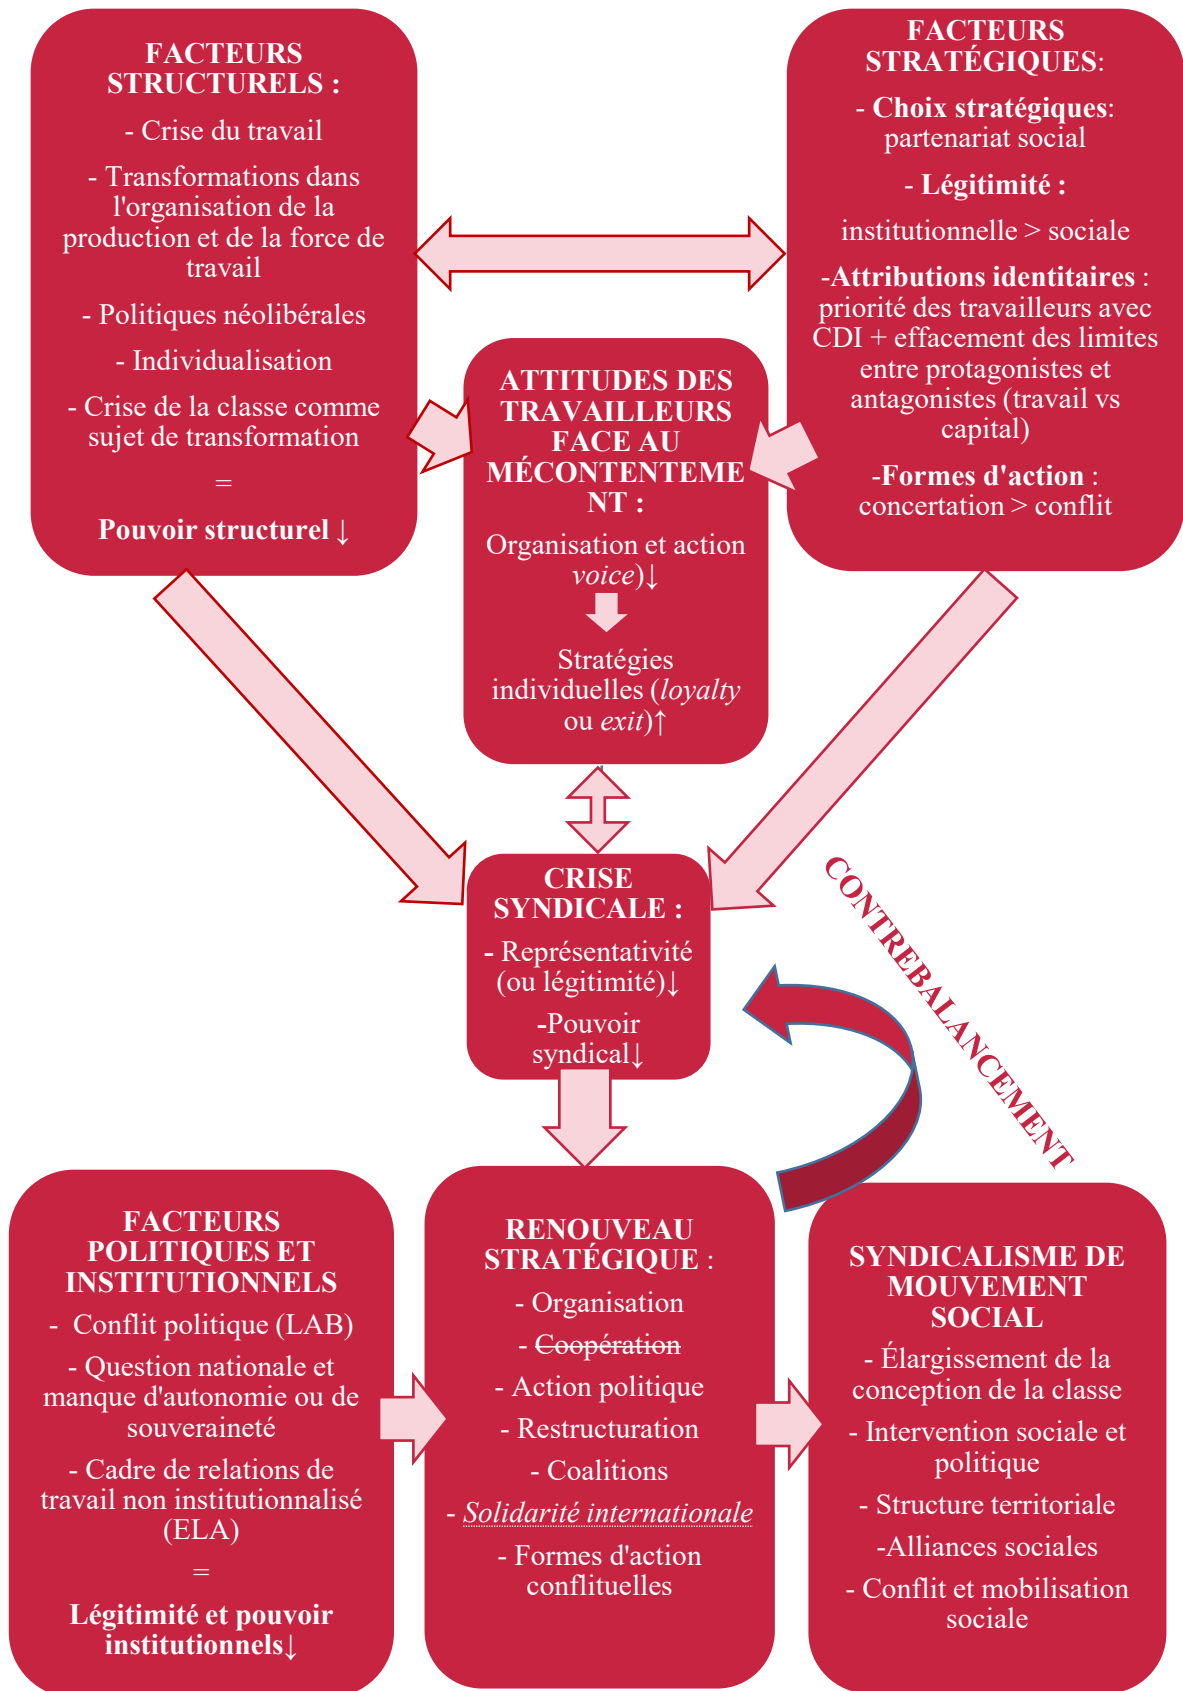 FACTEURS
STRUCTURELS :
- Crise du travail
- Transformations dans
l'organisation de la
production et de la force de
travail
- Politiques néolibérales
- Individualisation
- Crise de la classe comme
sujet de transformation
=
Pouvoir structurel ↓
FACTEURS
STRATÉGIQUES:
- Choix stratégiques:
partenariat social
- Légitimité :
institutionnelle > sociale
-Attributions identitaires :
priorité des travailleurs avec
CDI + effacement des limites
entre protagonistes et
antagonistes (travail vs
capital)
-Formes d'action :
concertation > conflit
ATTITUDES DES
TRAVAILLEURS
FACE AU
MÉCONTENTEME
NT :
Organisation et action
voice)↓
Stratégies
individuelles (loyalty
ou exit)↑
CRISE
SYNDICALE :
- Représentativité
(ou légitimité)↓
-Pouvoir
syndical↓
CONTREBALANCEMENT
FACTEURS
POLITIQUES ET
INSTITUTIONNELS
- Conflit politique (LAB)
- Question nationale et
manque d'autonomie ou de
souveraineté
- Cadre de relations de
travail non institutionnalisé
(ELA)
=
Légitimité et pouvoir
institutionnels↓
RENOUVEAU
STRATÉGIQUE :
- Organisation
- Coopération
- Action politique
- Restructuration
- Coalitions
- Solidarité internationale
- Formes d'action
conflituelles
SYNDICALISME DE
MOUVEMENT
SOCIAL
- Élargissement de la
conception de la classe
- Intervention sociale et
politique
- Structure territoriale
-Alliances sociales
- Conflit et mobilisation
sociale